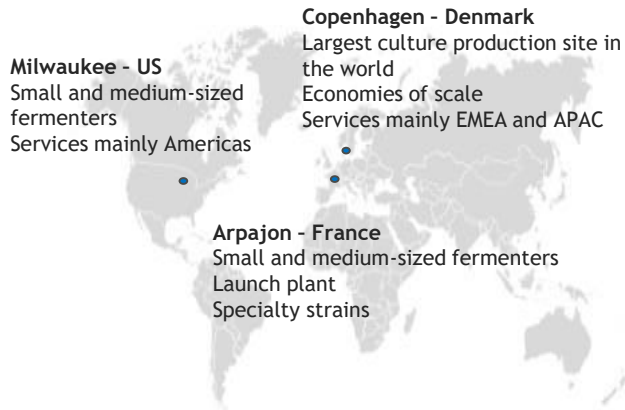 Copenhagen – Denmark
Largest culture production site in
the world
Economies of scale
Services mainly EMEA and APAC
Milwaukee – US
Small and medium-sized
fermenters
Services mainly Americas
Arpajon – France
Small and medium-sized fermenters
Launch plant
Specialty strains